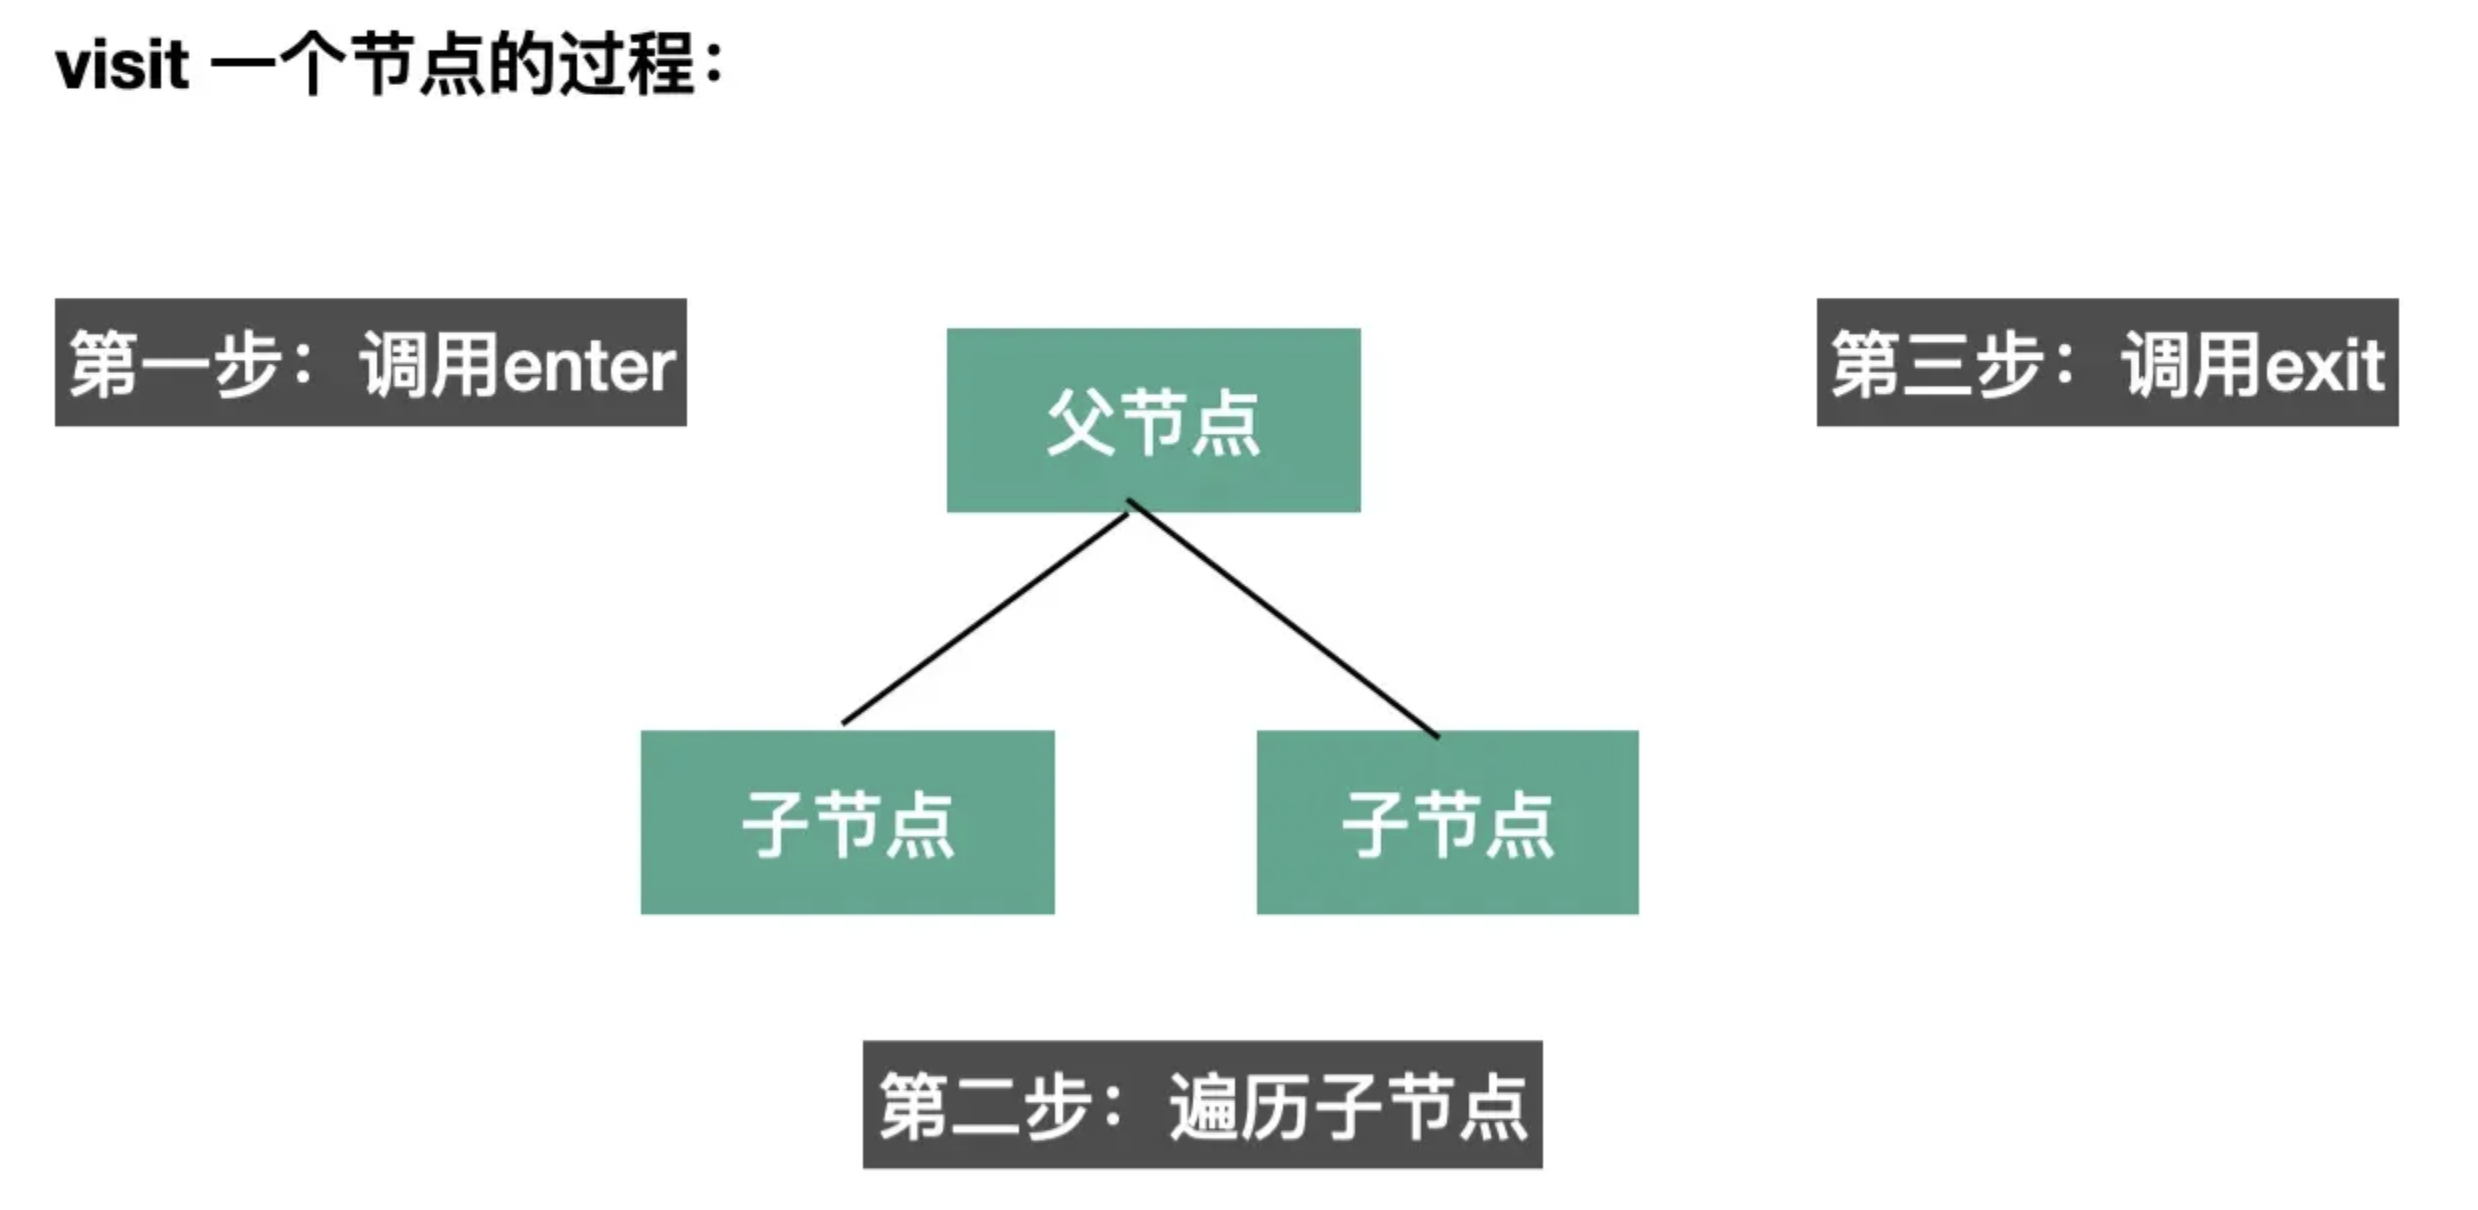 visit 一个节点的过程：
第一步：调用enter
父节点
第三步：调用exit
子节点
子节点
第二步：遍历子节点